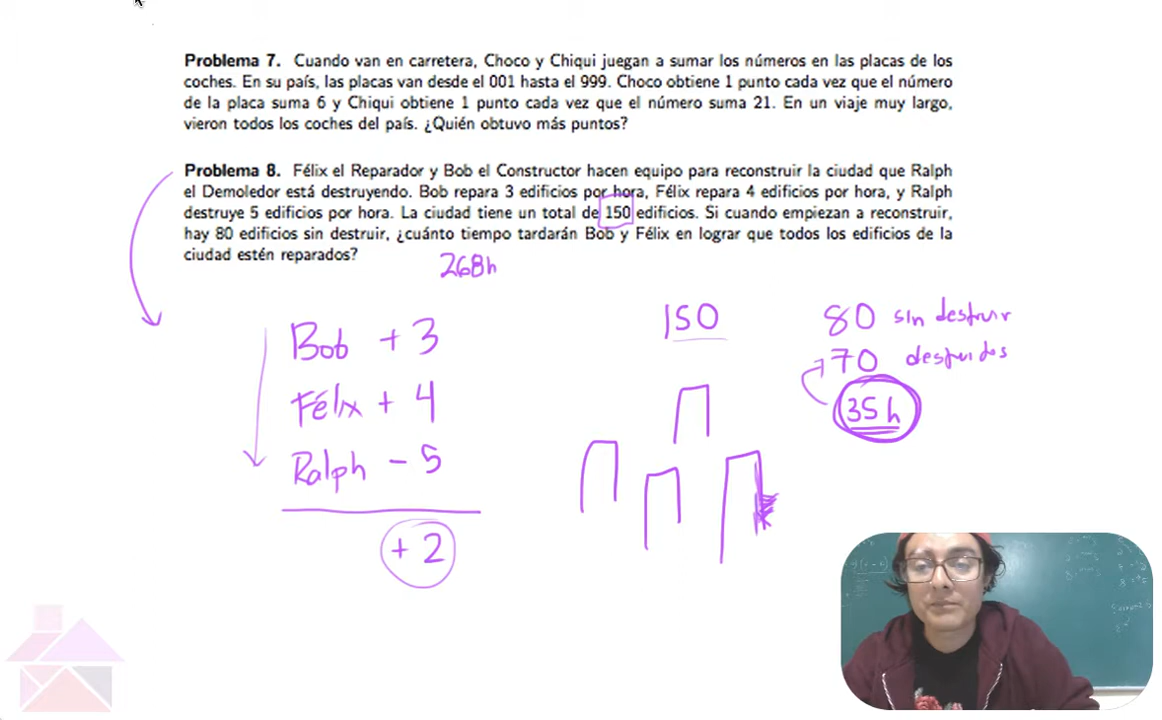 Problema 7. Cuando van en carretera, Choco y Chiqui juegan a sumar los números en las placas de los
coches. En su país, las placas van desde el 001 hasta el 999. Choco obtiene 1 punto cada vez que el número
de la placa suma 6 y Chiqui obtiene 1 punto cada vez que el número suma 21. En un viaje muy largo,
vieron todos los coches del país. ¿Quién obtuvo más puntos?
Problema 8. Félix el Reparador y Bob el Constructor hacen equipo para reconstruir la ciudad que Ralph
el Demoledor está destruyendo. Bob repara 3 edificios por hora, Félix repara 4 edificios por hora, y Ralph
destruye 5 edificios por hora. La ciudad tiene un total de 150 edificios. Si cuando empiezan a reconstruir,
hay 80 edificios sin destruir, ¿cuánto tiempo tardarán Bob y Félix en lograr que todos los edificios de la
ciudad estén reparados?
268h
Bob + 3
Félix + 4
Ralph - 5
+ 2
150
80 sin destruir
70
35 h